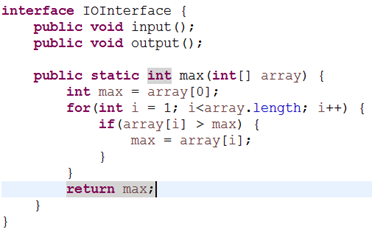 interface IOInterface {
    public void input();
    public void output();

    public static int max(int[] array) {
        int max = array[0];
        for(int i = 1; i<array.length; i++) {
            if(array[i] > max) {
                max = array[i];
            }
        }
        return max;
    }
}